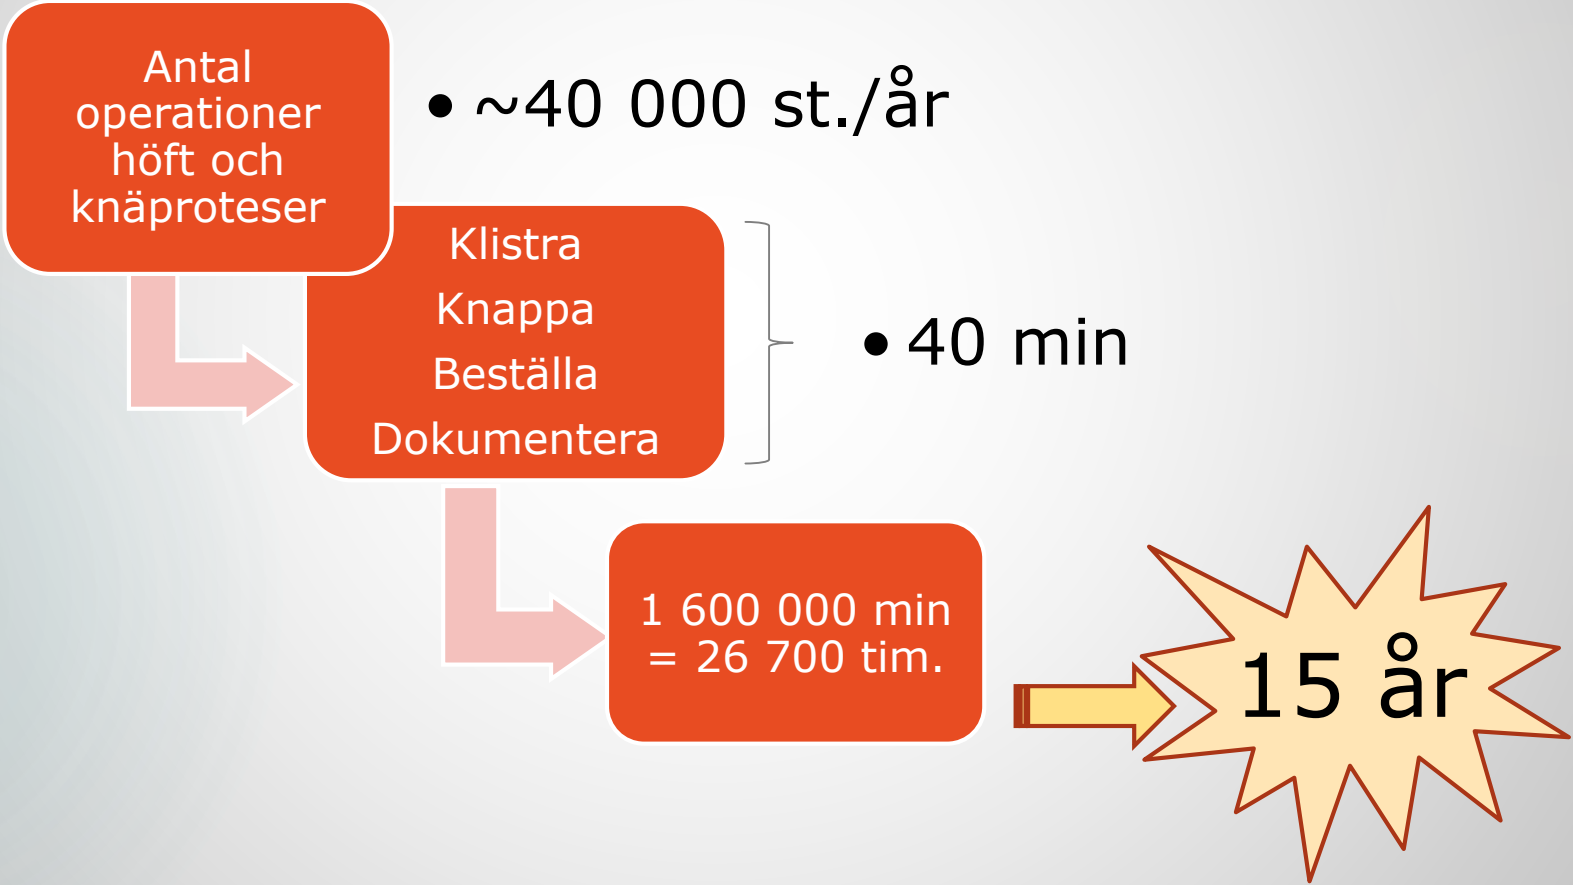 Antal
operationer
höft och
knäproteser
• ~40 000 st./år
Klistra
Knappa
Beställa
Dokumentera
• 40 min
1 600 000 min
= 26 700 tim.
15 år